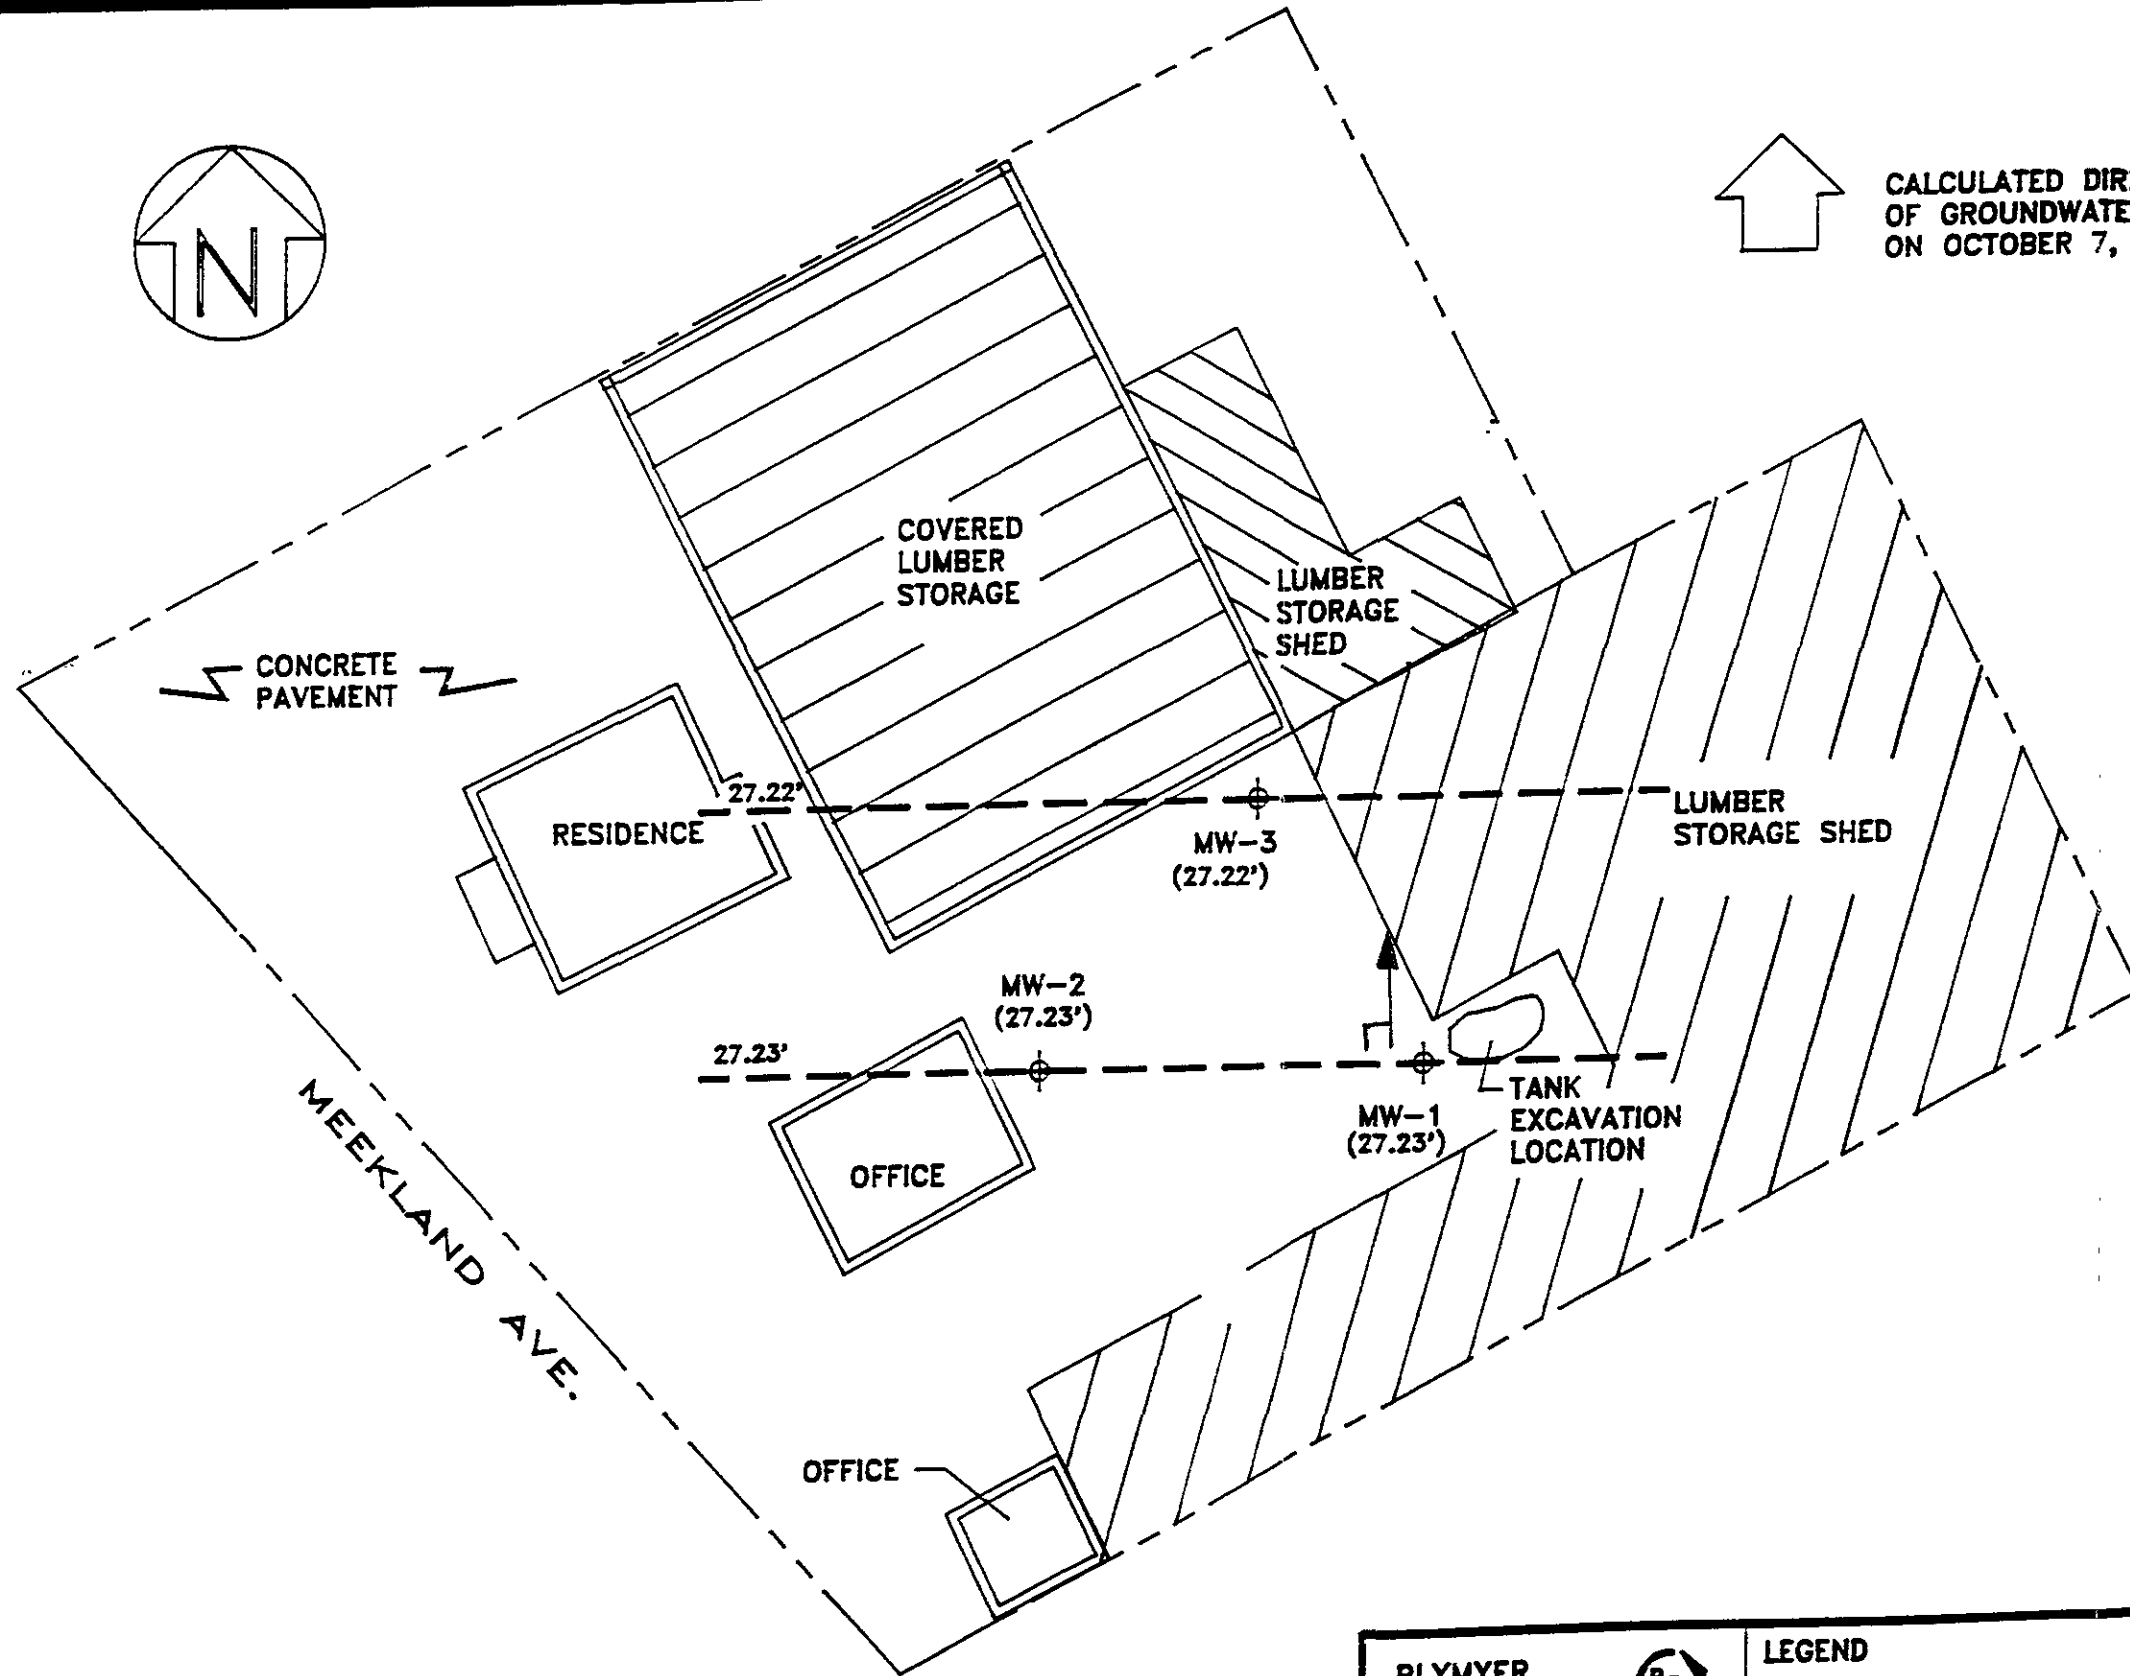 N
CALCULATED
OF
ON OCTOBER 7,
COVERED
LUMBER
STORAGE
LUMBER
STORAGE
SHED
CONCRETE
PAVEMENT
27.22'
RESIDENCE
MW-3
(27.22')
LUMBER
STORAGE SHED
MW-2
(27.23')
27.23'
MW-1
(27.23')
TANK
EXCAVATION
LOCATION
OFFICE
MEEKLAND AVE.
OFFICE
LEGEND